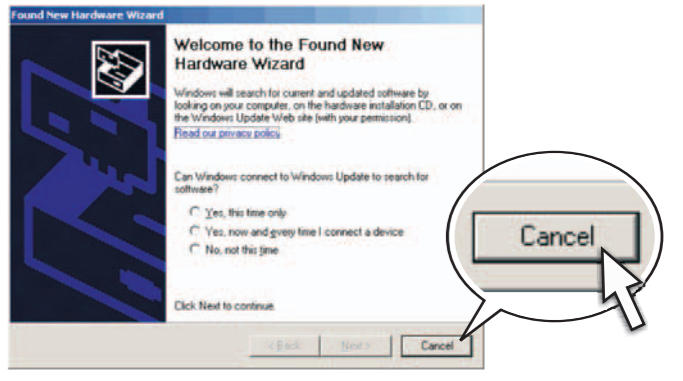 Found New Hardware Wizard
Welcome to the Found New
Hardware Wizard
Windows will search for current and updated software by
looking on your computer, on the hardware installation CD, or on
the Windows Update Web site (with your permission).
Read our privacy policy
Can Windows connect to Windows Update to search for
software?
Yes, this time only
Yes, now and every time I connect a device
No, not this time
Click Next to continue.
< Back
Next >
Cancel
Cancel